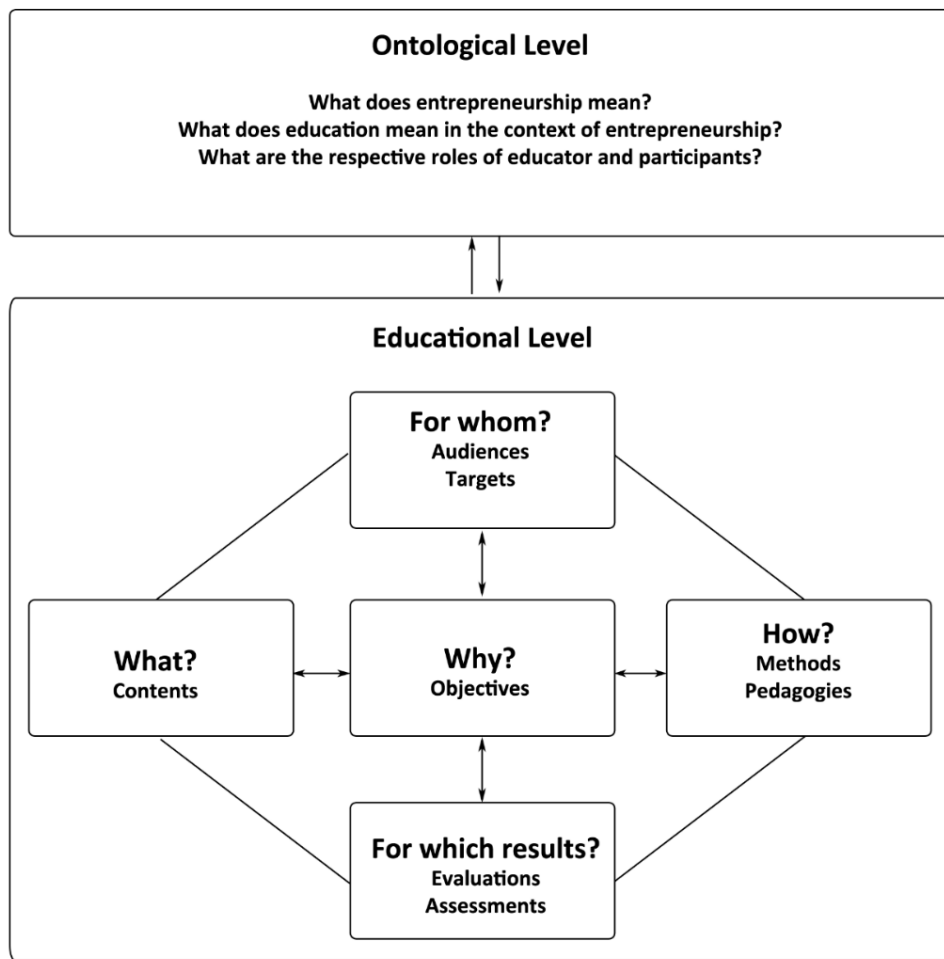 Ontological Level
What does entrepreneurship mean?
What does education mean in the context of entrepreneurship?
What are the respective roles of educator and participants?
Educational Level
For whom?
Audiences
Targets
What?
Contents
Why?
Objectives
How?
Methods
Pedagogies
For which results?
Evaluations
Assessments